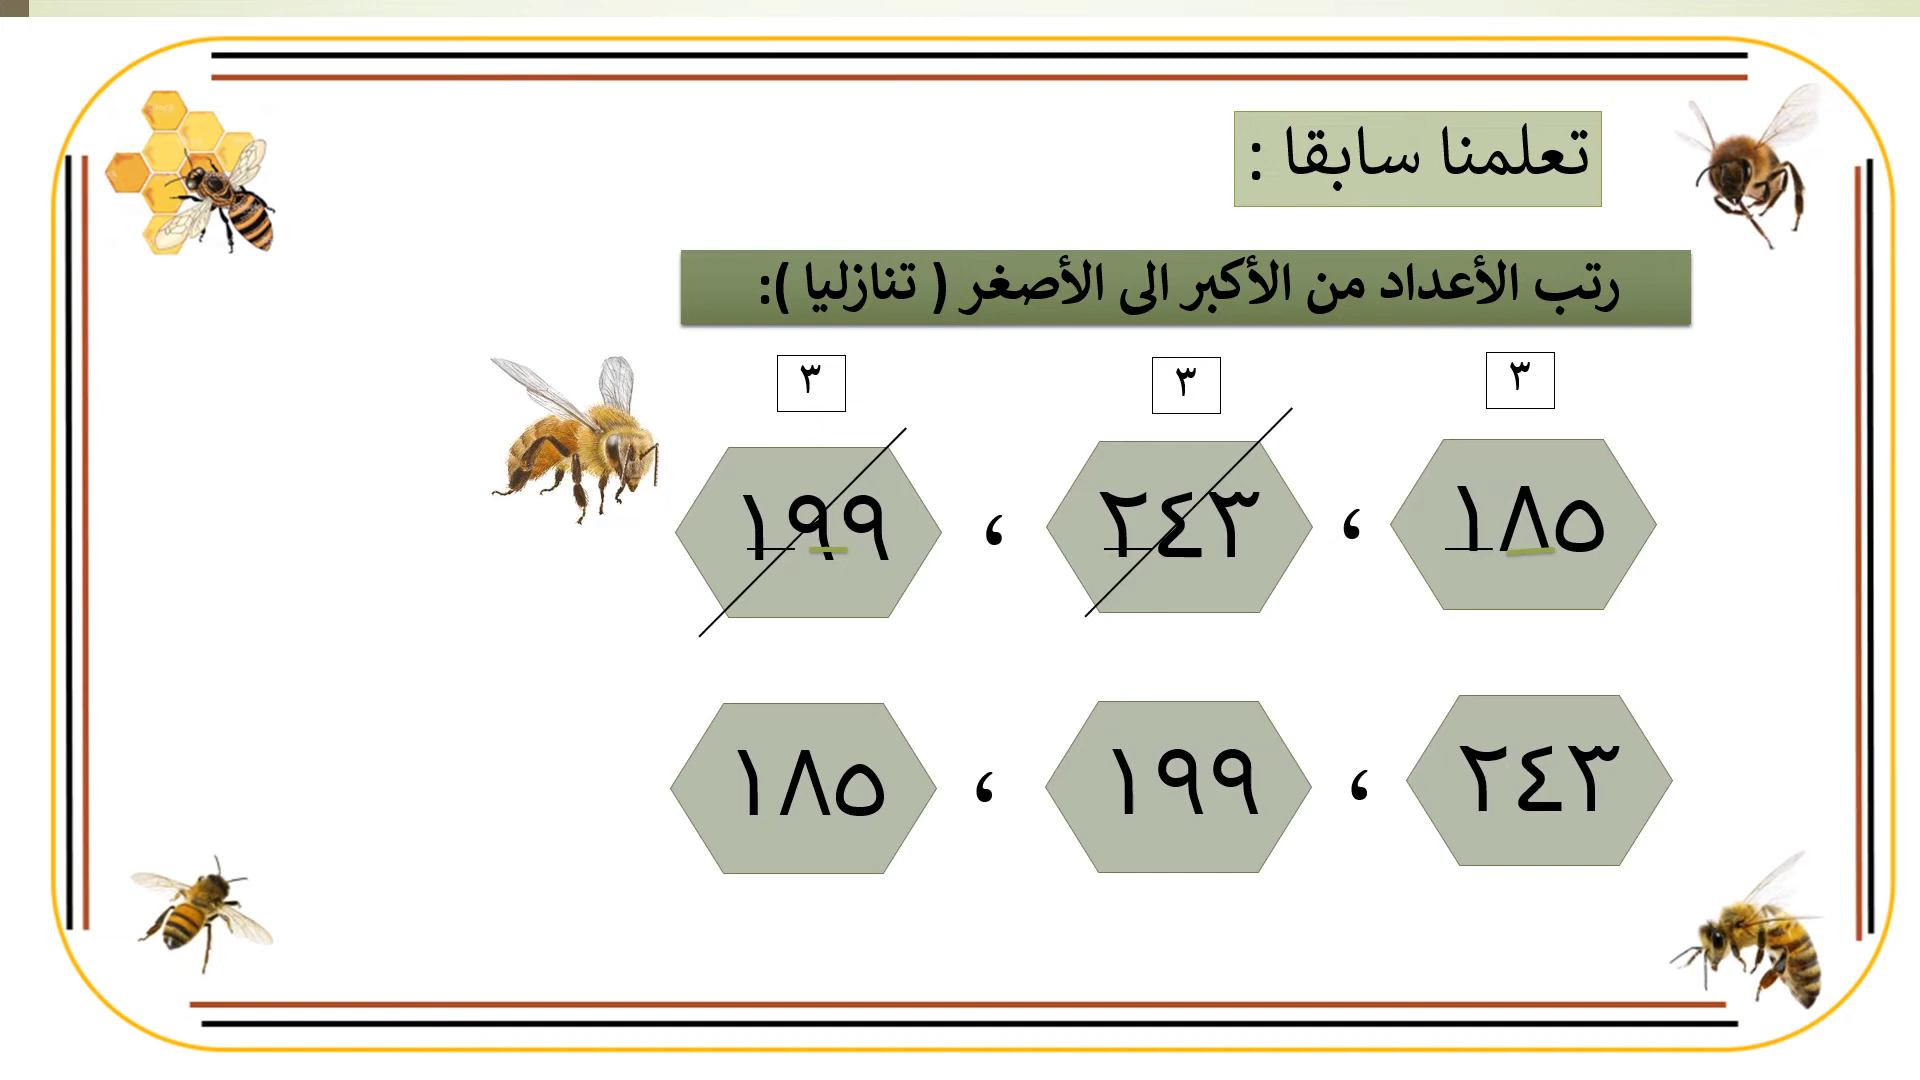 تعلمنا سابقا :
رتب الأعداد من الأكبر الى الأصغر ( تنازليا ):
٣ ٣ ٣
١٨٥ ، ٢٤٣ ، ١٩٩
٢٤٣ ، ١٩٩ ، ١٨٥